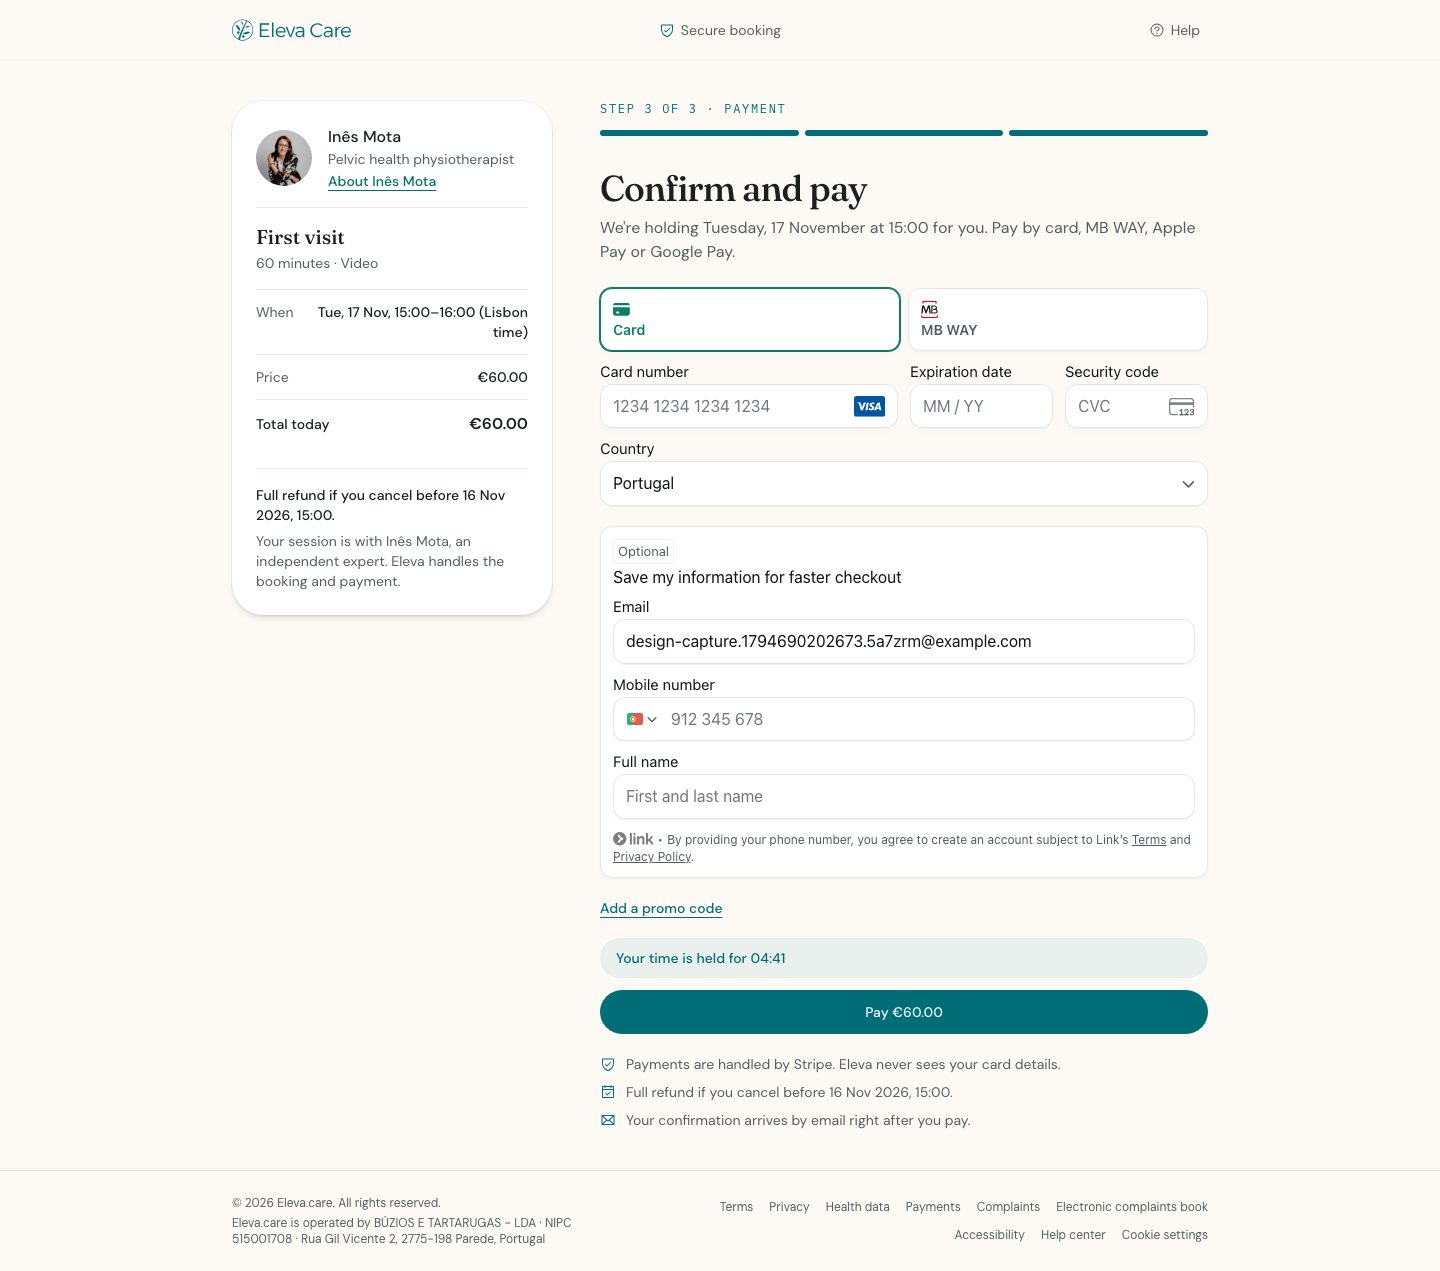 Eleva Care
Secure booking
Help
Inês Mota
Pelvic health physiotherapist
About Inês Mota
First visit
60 minutes · Video
When
Tue, 17 Nov, 15:00–16:00 (Lisbon
time)
Price
€60.00
Total today
€60.00
Full refund if you cancel before 16 Nov
2026, 15:00.
Your session is with Inês Mota, an
independent expert. Eleva handles the
booking and payment.
STEP 3 OF 3 · PAYMENT
Confirm and pay
We're holding Tuesday, 17 November at 15:00 for you. Pay by card, MB WAY, Apple
Pay or Google Pay.
Card
MB
MB WAY
Card number
1234 1234 1234 1234
VISA
Expiration date
MM / YY
Security code
CVC
123
Country
Portugal
Optional
Save my information for faster checkout
Email
design-capture.1794690202673.5a7zrm@example.com
Mobile number
912 345 678
Full name
First and last name
link • By providing your phone number, you agree to create an account subject to Link’s Terms and
Privacy Policy.
Add a promo code
Your time is held for 04:41
Pay €60.00
Payments are handled by Stripe. Eleva never sees your card details.
Full refund if you cancel before 16 Nov 2026, 15:00.
Your confirmation arrives by email right after you pay.
© 2026 Eleva.care. All rights reserved.
Eleva.care is operated by BÚZIOS E TARTARUGAS - LDA · NIPC
515001708 · Rua Gil Vicente 2, 2775-198 Parede, Portugal
Terms Privacy Health data Payments Complaints Electronic complaints book
Accessibility Help center Cookie settings